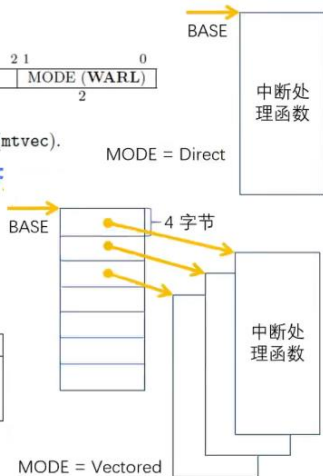 BASE
2 1 0
MODE (WARL)
2
中断处
理函数
mtvec).
MODE = Direct
BASE
4 字节
中断处
理函数
MODE = Vectored